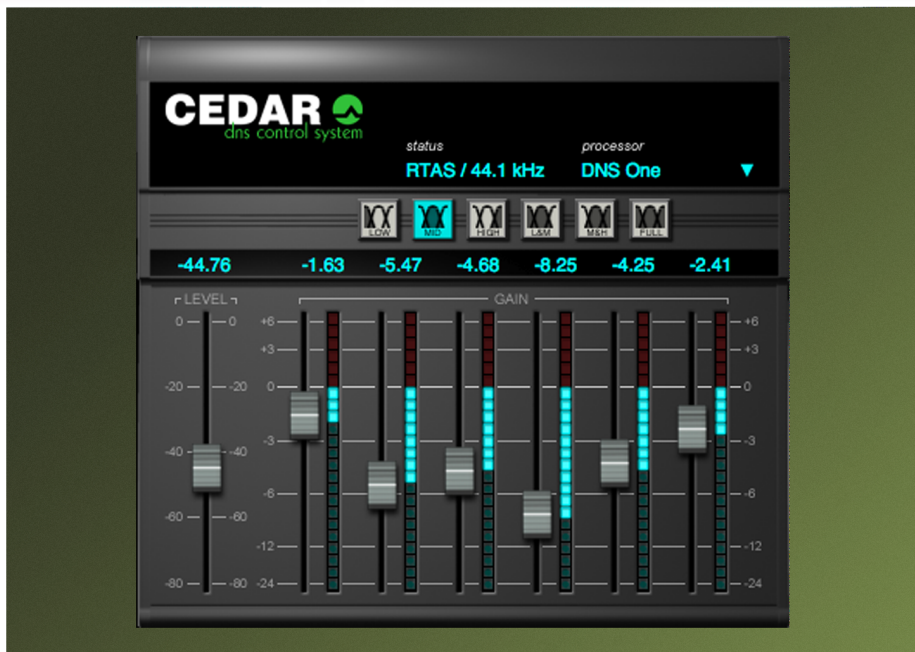 CEDAR
dns control system
status processor
RTAS / 44.1 kHz DNS One
LOW MID HIGH L&M M&H FULL
-44.76 -1.63 -5.47 -4.68 -8.25 -4.25 -2.41
LEVEL GAIN
0 0 +6 +6
+3 +3
-20 -20 0 0
-40 -40 -3 -3
-6 -6
-60 -60
-12 -12
-80 -80 -24 -24